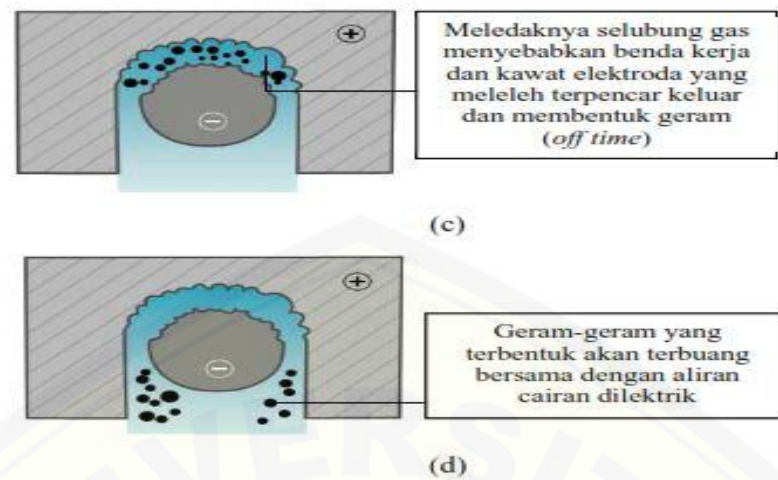 Meledaknya selubung gas
menyebabkan benda kerja
dan kawat elektroda yang
meleleh terpencar keluar
dan membentuk geram
(off time)
(c)
Geram-geram yang
terbentuk akan terbuang
bersama dengan aliran
cairan dilektrik
(d)